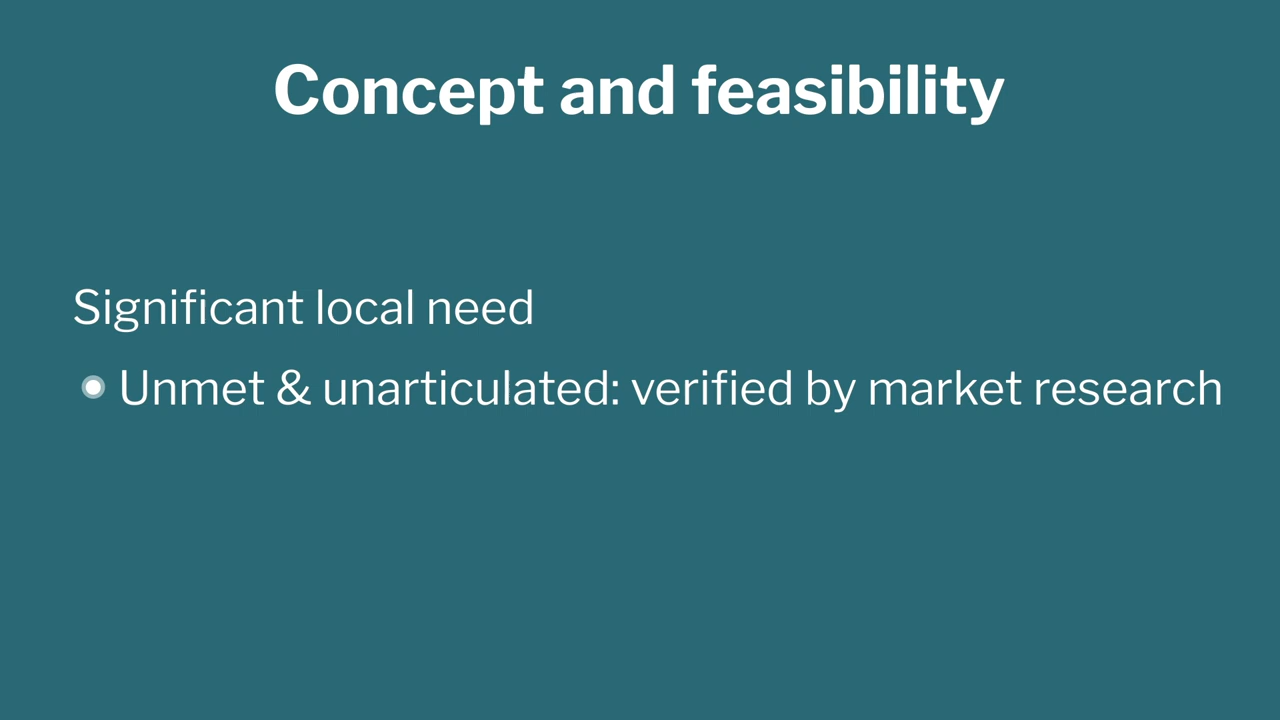 Concept and feasibility
Significant local need
Unmet & unarticulated: verified by market research